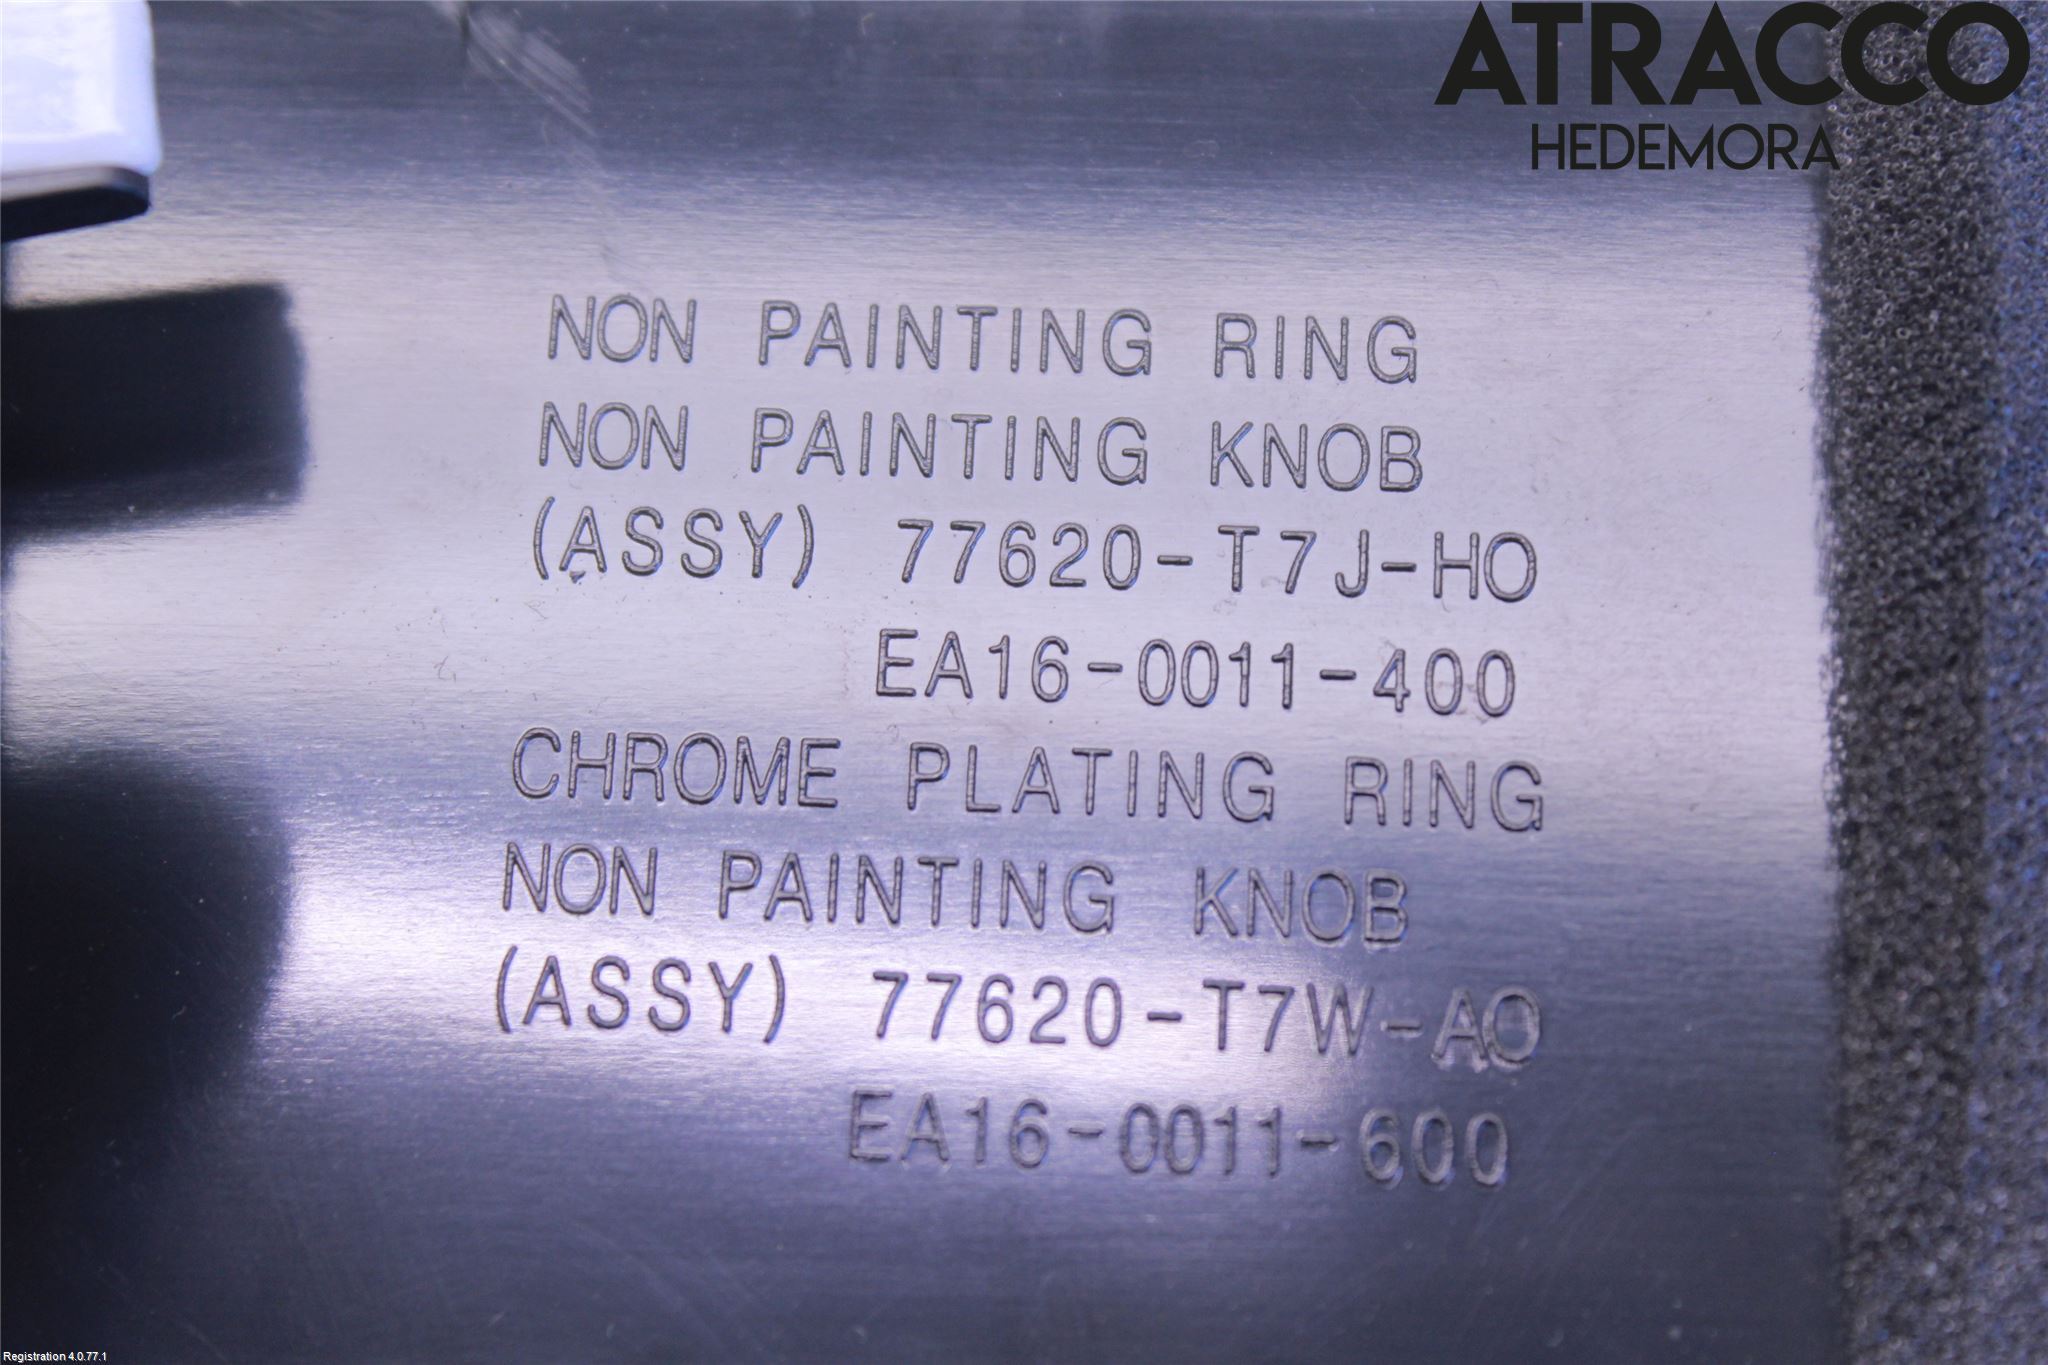 ATRACCO
HEDEMORA
NON PAINTING RING
NON PAINTING KNOB
(ASSY) 77620-T7J-HO
EA16-0011-400
CHROME PLATING RING
NON PAINTING KNOB
(ASSY) 77620-T7W-AO
EA16-0011-600
Registration 4.0.77.1